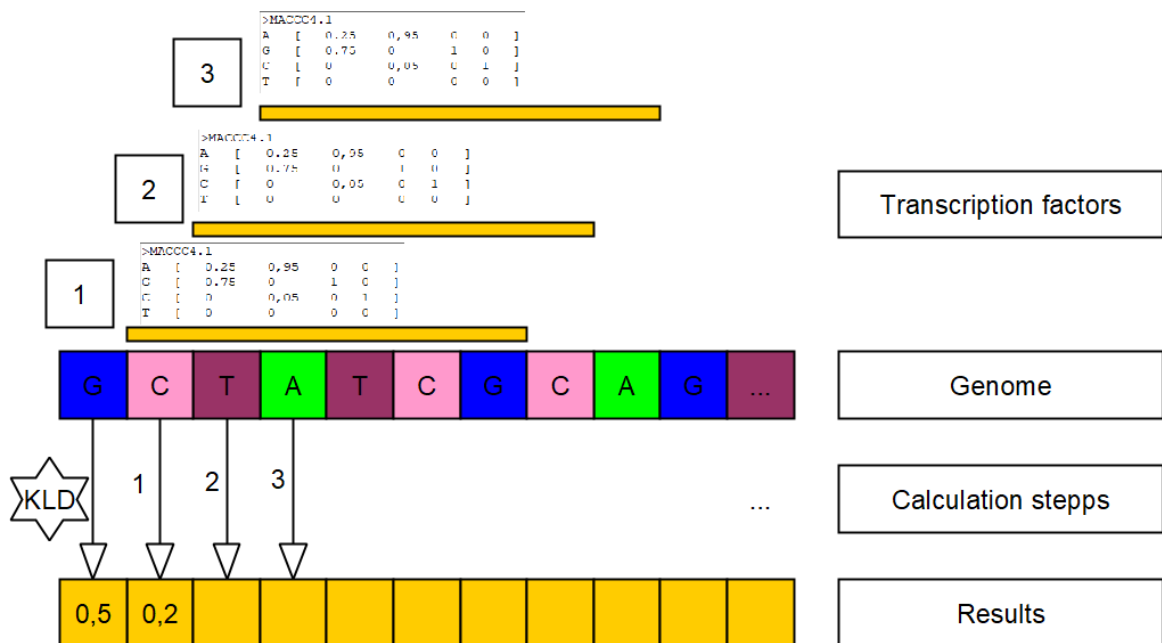 >MACCC4.1
A [ 0.25 0,95 0 0 ]
G [ 0.75 0 1 0 ]
C [ 0 0,05 0 1 ]
T [ 0 0 0 0 ]
3
>MACCC4.1
A [ 0.25 0,95 0 0 ]
G [ 0.75 0 1 0 ]
C [ 0 0,05 0 1 ]
T [ 0 0 0 0 ]
2
Transcription factors
>MACCC4.1
A [ 0.25 0,95 0 0 ]
G [ 0.75 0 1 0 ]
C [ 0 0,05 0 1 ]
T [ 0 0 0 0 ]
1
G C T A T C G C A G ...
Genome
KLD
1 2 3 ...
Calculation stepps
0,5 0,2
Results